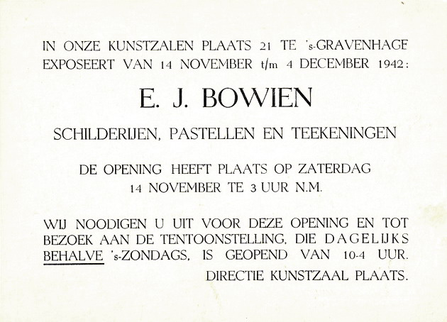 IN ONZE KUNSTZALEN PLAATS 21 TE 's-GRAVENHAGE
EXPOSEERT VAN 14 NOVEMBER t/m 4 DECEMBER 1942:
E. J. BOWIEN
SCHILDERIJEN, PASTELLEN EN TEEKENINGEN
DE OPENING HEEFT PLAATS OP ZATERDAG
14 NOVEMBER TE 3 UUR N.M.
WIJ NOODIGEN U UIT VOOR DEZE OPENING EN TOT
BEZOEK AAN DE TENTOONSTELLING, DIE DAGELIJKS
BEHALVE 's-ZONDAGS, IS GEOPEND VAN 10-4 UUR.
DIRECTIE KUNSTZAAL PLAATS.